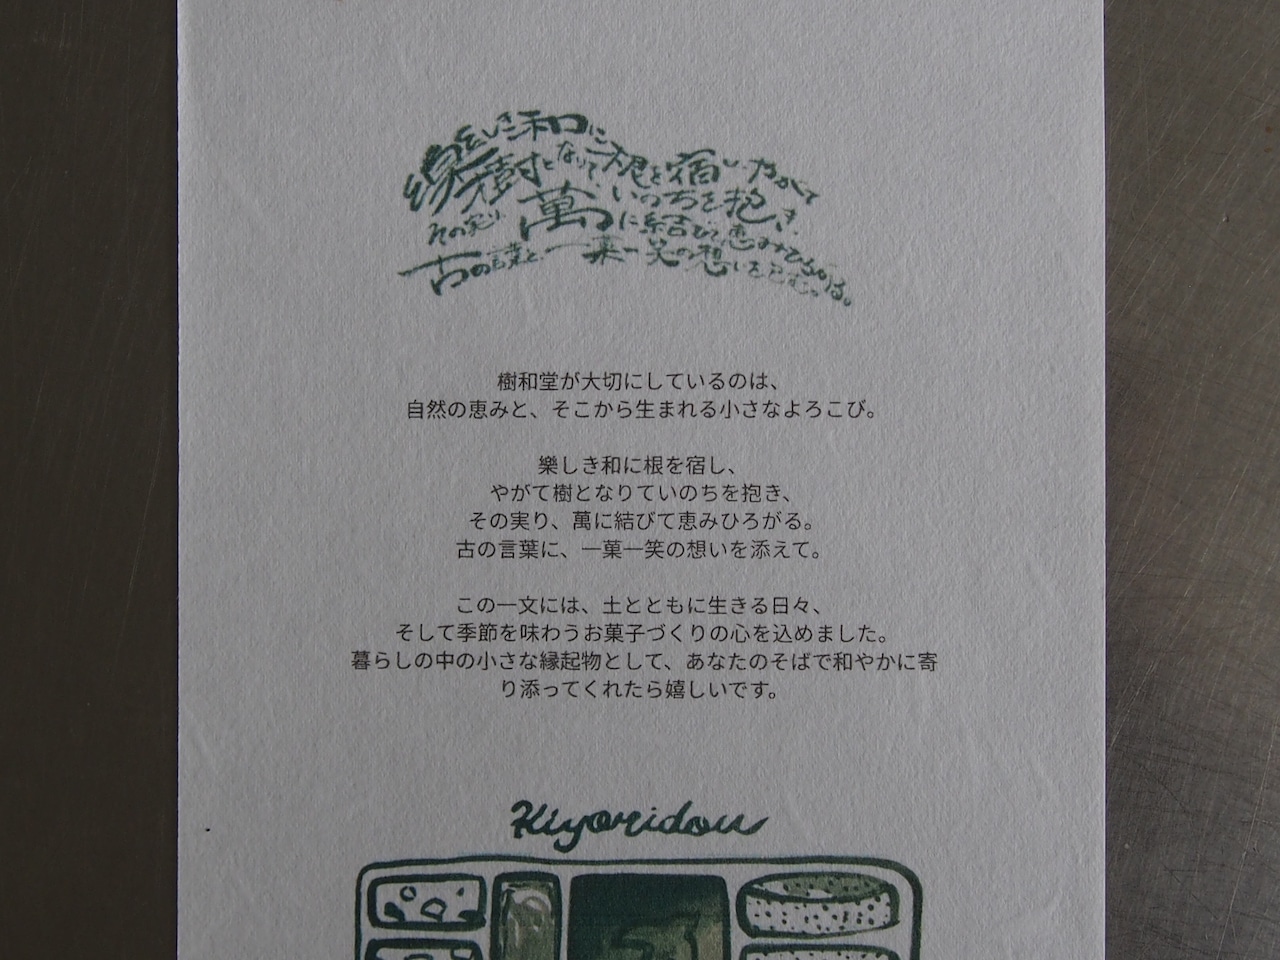 縁
樹となりて根を宿し、やがて
いのちを抱き
その実り、萬に結びて恵みひろがる。
古の言葉と、一菓一笑の想いをこむ。
樹和堂が大切にしているのは、
自然の恵みと、そこから生まれる小さなよろこび。
樂しき和に根を宿し、
やがて樹となりていのちを抱き、
その実り、萬に結びて恵みひろがる。
古の言葉に、一菓一笑の想いを添えて。
この一文には、土とともに生きる日々、
そして季節を味わうお菓子づくりの心を込めました。
暮らしの中の小さな縁起物として、あなたのそばで和やかに寄
り添ってくれたら嬉しいです。
Kiyoridou